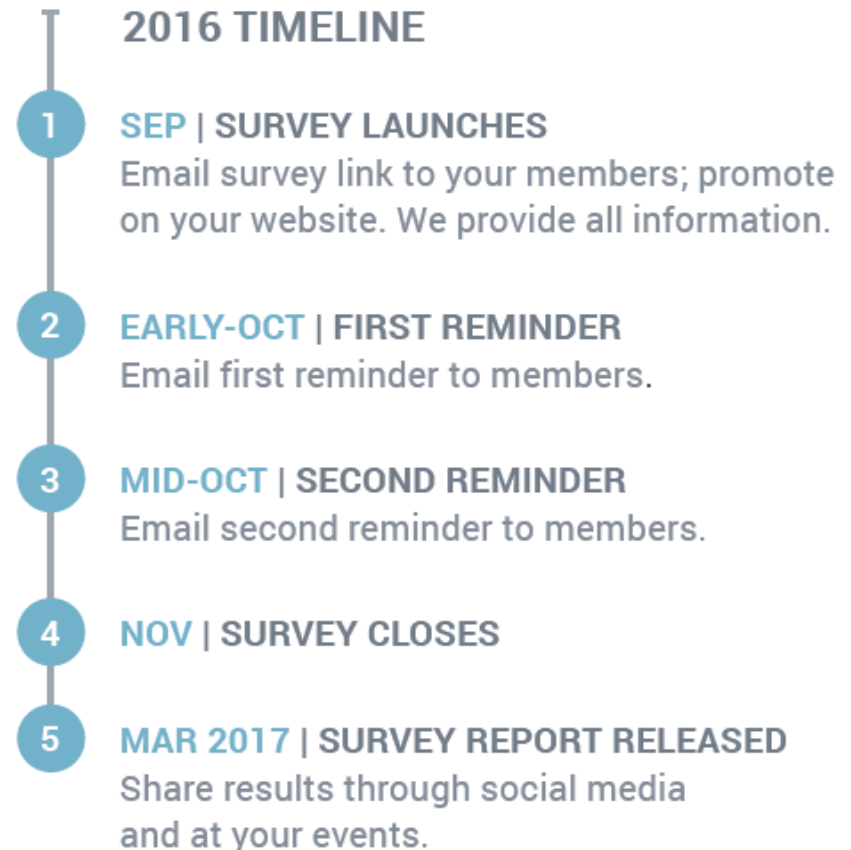 2016 TIMELINE
1
SEP | SURVEY LAUNCHES
Email survey link to your members; promote
on your website. We provide all information.
2
EARLY-OCT | FIRST REMINDER
Email first reminder to members.
3
MID-OCT | SECOND REMINDER
Email second reminder to members.
4
NOV | SURVEY CLOSES
5
MAR 2017 | SURVEY REPORT RELEASED
Share results through social media
and at your events.